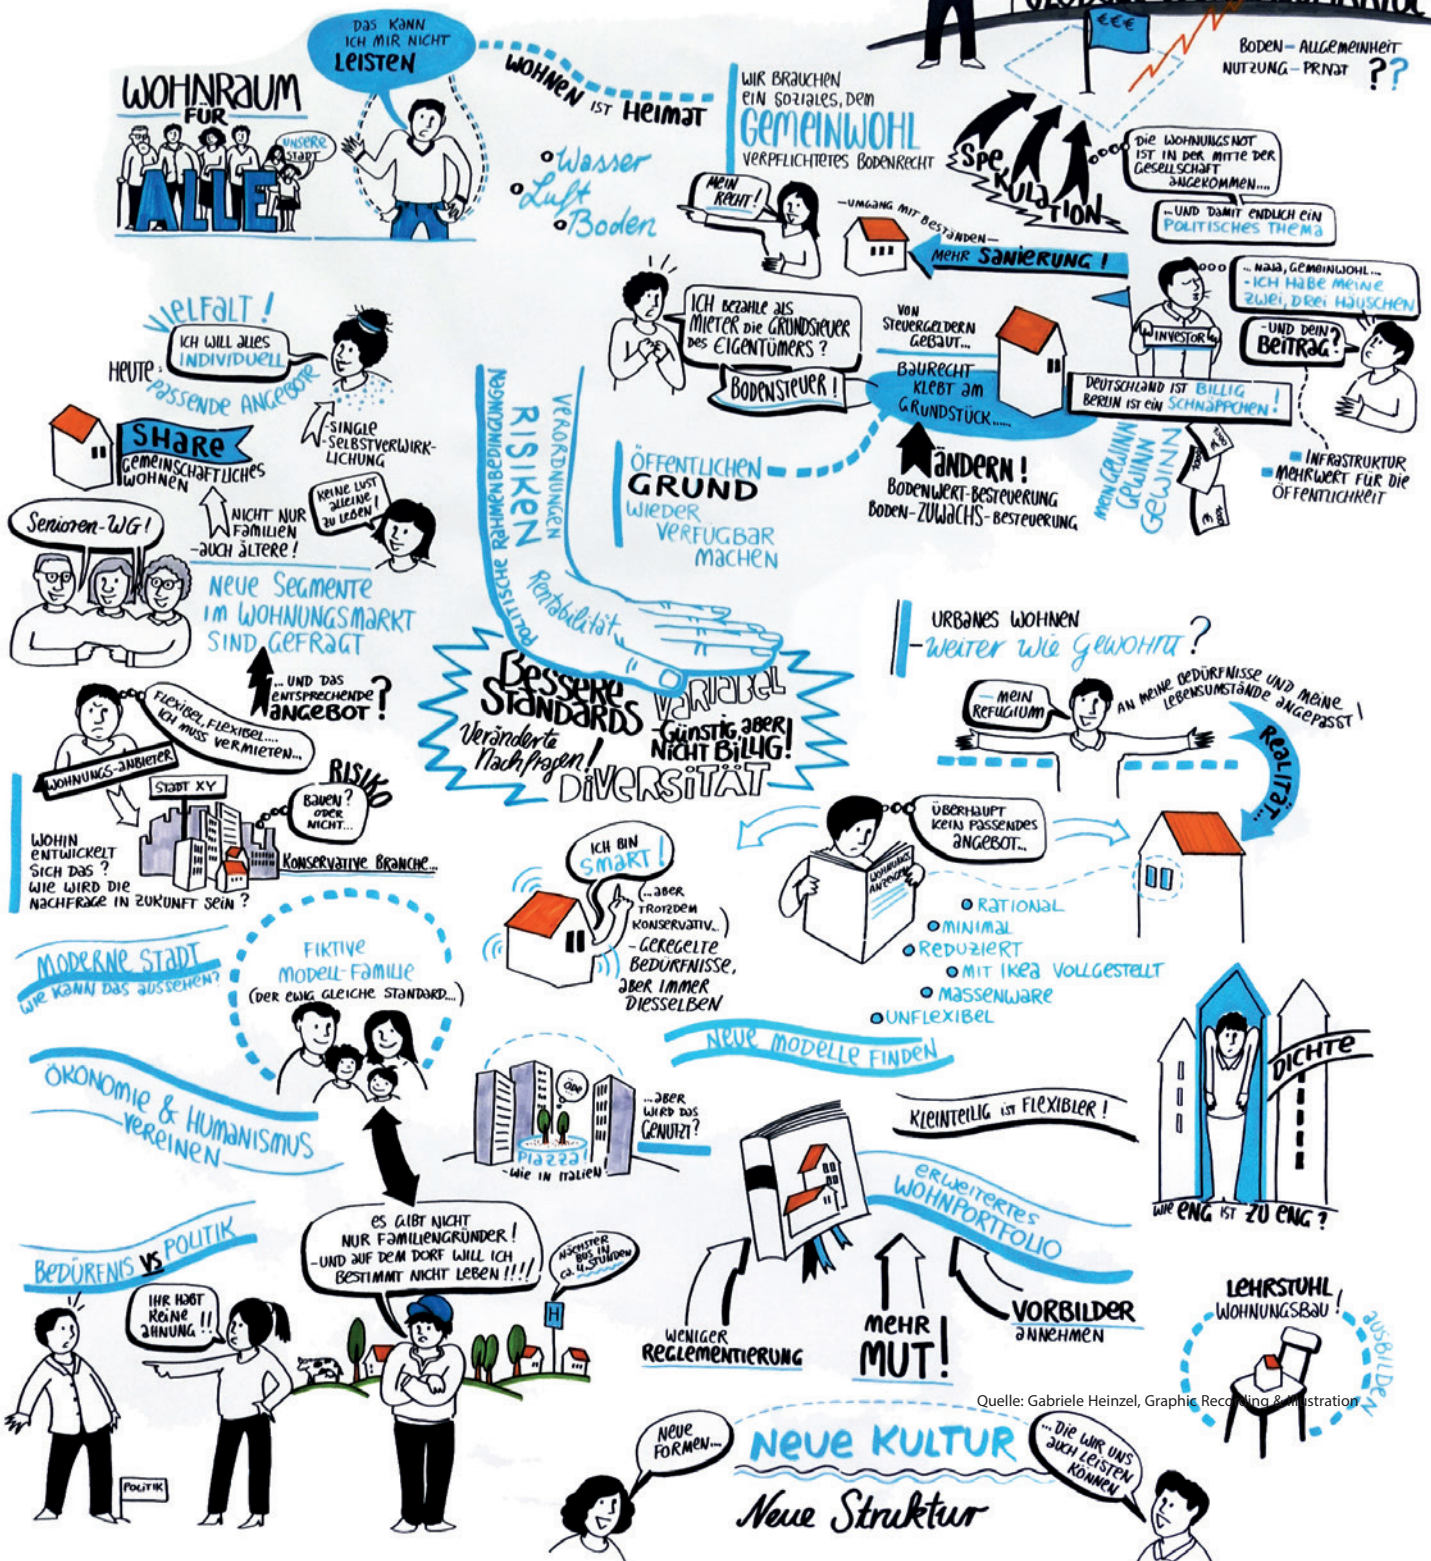 DAS KANN
ICH MIR NICHT
LEISTEN
WOHNRAUM
FÜR
ALLE
UNSERE
STADT
WOHNEN IST HEIMAT
Wasser
Luft
Boden
WIR BRAUCHEN
EIN SOZIALES, DEM
GEMEINWOHL
VERPFLICHTETES BODENRECHT
MEIN
RECHT!
€€€
BODEN – ALLGEMEINHEIT
NUTZUNG – PRIVAT ??
SPEKULATION
DIE WOHNUNGSNOT
IST IN DER MITTE DER
GESELLSCHAFT
ANGEKOMMEN....
...UND DAMIT ENDLICH EIN
POLITISCHES THEMA
–UMGANG MIT BESTÄNDEN–
MEHR SANIERUNG!
... NAJA, GEMEINWOHL...
-ICH HABE MEINE
ZWEI, DREI HÄUSCHEN
INVESTOR
-UND DEIN
BEITRAG?
DEUTSCHLAND IST BILLIG
BERLIN IST EIN SCHNÄPPCHEN!
MEIN GEWINN
GEWINN
GEWINN
INFRASTRUKTUR
MEHRWERT FÜR DIE
ÖFFENTLICHKEIT
ICH BEZAHLE ALS
MIETER DIE GRUNDSTEUER
DES EIGENTÜMERS?
BODENSTEUER!
VON
STEUERGELDERN
GEBAUT...
BAURECHT
KLEBT AM
GRUNDSTÜCK......
ÄNDERN!
BODENWERT-BESTEUERUNG
BODEN-ZUWACHS-BESTEUERUNG
ÖFFENTLICHEN
GRUND
WIEDER
VERFÜGBAR
MACHEN
VIELFALT!
ICH WILL ALLES
INDIVIDUELL
HEUTE:
PASSENDE ANGEBOTE
-SINGLE
-SELBSTVERWIRK-
LICHUNG
SHARE
GEMEINSCHAFTLICHES
WOHNEN
KEINE LUST
ALLEINE
ZU LEBEN!
NICHT NUR
FAMILIEN
-AUCH ÄLTERE!
Senioren-WG!
NEUE SEGMENTE
IM WOHNUNGSMARKT
SIND GEFRAGT
... UND DAS
ENTSPRECHENDE
ANGEBOT?
FLEXIBEL, FLEXIBEL....
ICH MUSS VERMIETEN...
WOHNUNGS-ANBIETER
STADT XY
RISIKO
BAUEN?
ODER
NICHT...
KONSERVATIVE BRANCHE...
WOHIN
ENTWICKELT
SICH DAS?
WIE WIRD DIE
NACHFRAGE IN ZUKUNFT SEIN?
POLITISCHE RAHMENBEDINGUNGEN
RISIKEN
VERORDNUNGEN
Rentabilität
BESSERE
STANDARDS
VARIABEL
-GÜNSTIG, ABER
NICHT BILLIG!
Veränderte
Nachfragen!
DIVERSITÄT
URBANES WOHNEN
-WEITER WIE GEWOHNT?
-MEIN
REFUGIUM
AN MEINE BEDÜRFNISSE UND MEINE
LEBENSUMSTÄNDE ANGEPASST!
REALITÄT...
ÜBERHAUPT
KEIN PASSENDES
ANGEBOT...
WOHNUNGS
ANZEIGEN
RATIONAL
MINIMAL
REDUZIERT
MIT IKEA VOLLGESTELLT
MASSENWARE
UNFLEXIBEL
ICH BIN
SMART!
(...ABER
TROTZDEM
KONSERVATIV..)
-GEREGELTE
BEDÜRFNISSE,
ABER IMMER
DIESSELBEN
MODERNE STADT
WIE KANN DAS AUSSEHEN?
FIKTIVE
MODELL-FAMILIE
(DER EWIG GLEICHE STANDARD....)
ÖKONOMIE & HUMANISMUS
VEREINEN
ÖDE
PIAZZA!
-WIE IN ITALIEN!
...ABER
WIRD DAS
GENUTZT?
NEUE MODELLE FINDEN
KLEINTEILIG IST FLEXIBLER!
DICHTE
WIE ENG IST ZU ENG?
ERWEITERTES
WOHNPORTFOLIO
WENIGER
REGLEMENTIERUNG
MEHR
MUT!
VORBILDER
ANNEHMEN
BEDÜRFNIS VS POLITIK
IHR HABT
KEINE
AHNUNG!!
POLITIK
ES GIBT NICHT
NUR FAMILIENGRÜNDER!
-UND AUF DEM DORF WILL ICH
BESTIMMT NICHT LEBEN!!!!
NÄCHSTER
BUS IN
CA. 4 STUNDEN
H
LEHRSTUHL
WOHNUNGSBAU!
AUSBILDEN
Quelle: Gabriele Heinzel, Graphic Recording & Illustration
NEUE
FORMEN...
NEUE KULTUR
Neue Struktur
... DIE WIR UNS
AUCH LEISTEN
KÖNNEN